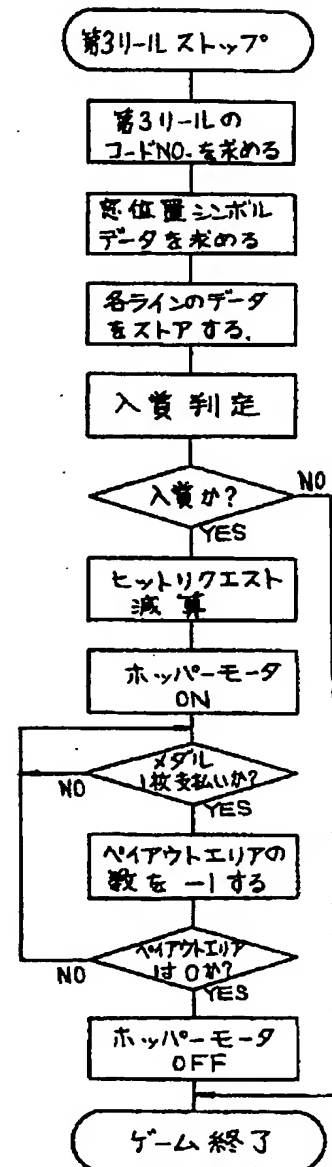 第3リール ストップ
第3リールの
コードNO.を求める
窓位置シンボル
データを求める
各ラインのデータ
をストアする.
入賞判定
入賞か?
NO
YES
ヒットリクエスト
減算
ホッパーモータ
ON
メダル
1枚支払いか?
NO
YES
ペイアウトエリアの
数を -1する
ペイアウトエリア
は0か?
NO
YES
ホッパーモータ
OFF
ゲーム終了